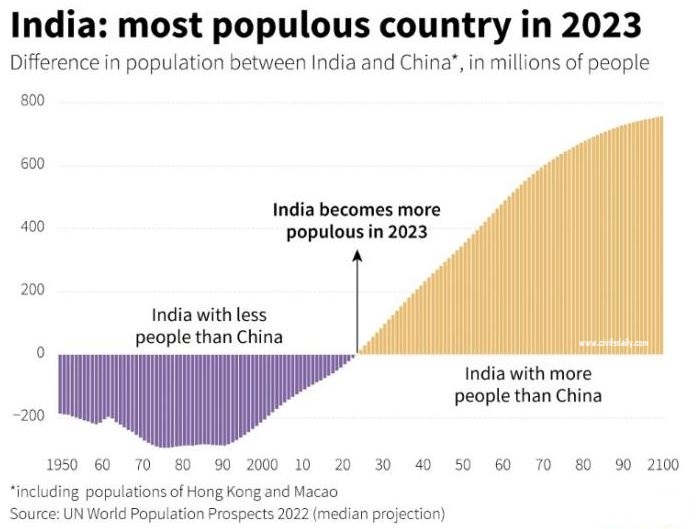 India: most populous country in 2023
Difference in population between India and China*, in millions of people
800
600
400
200
0
−200
India becomes more
populous in 2023
India with less
people than China
www.civilsdaily.com
India with more
people than China
1950 60 70 80 90 2000 10 20 30 40 50 60 70 80 90 2100
*including populations of Hong Kong and Macao
Source: UN World Population Prospects 2022 (median projection)